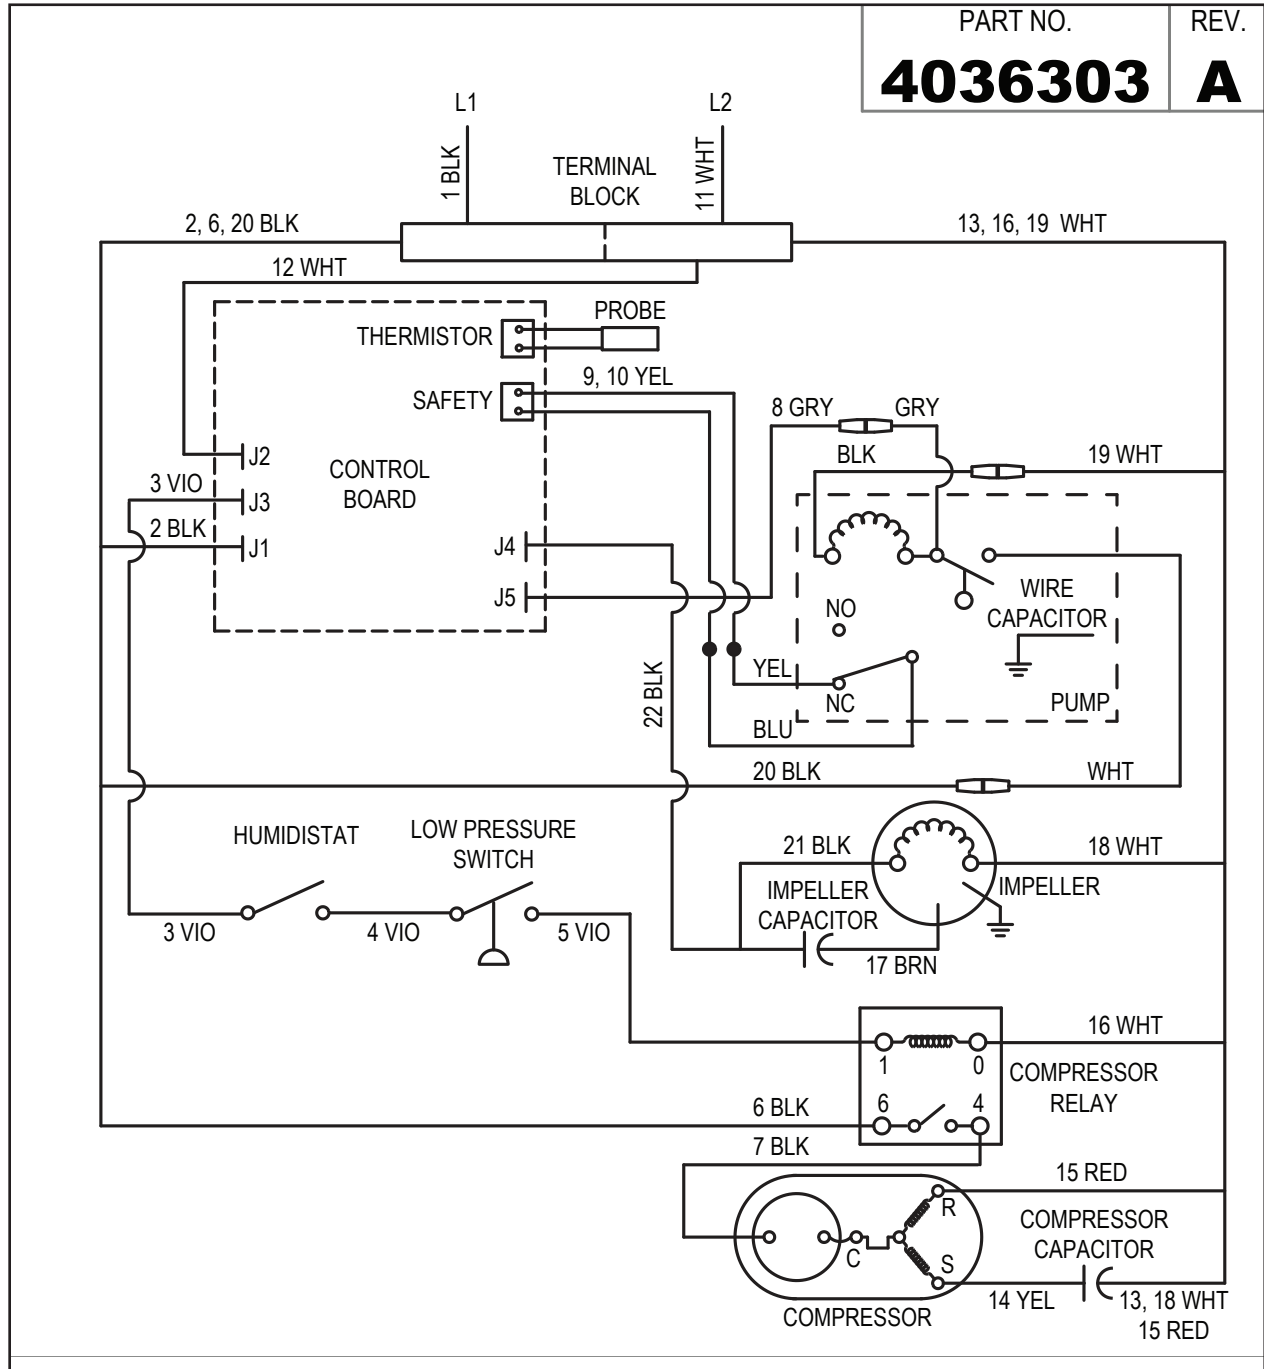 PART NO.
REV.
4036303
A
L1
L2
1 BLK
11 WHT
TERMINAL
BLOCK
2, 6, 20 BLK
13, 16, 19 WHT
12 WHT
THERMISTOR
PROBE
SAFETY
9, 10 YEL
8 GRY
GRY
J2
BLK
19 WHT
CONTROL
BOARD
3 VIO
J3
2 BLK
J1
J4
J5
NO
WIRE
CAPACITOR
22 BLK
YEL
NC
PUMP
BLU
20 BLK
WHT
HUMIDISTAT
LOW PRESSURE
SWITCH
21 BLK
18 WHT
IMPELLER
CAPACITOR
IMPELLER
3 VIO
4 VIO
5 VIO
17 BRN
16 WHT
1
0
COMPRESSOR
RELAY
6 BLK
6
4
7 BLK
15 RED
R
COMPRESSOR
CAPACITOR
C
S
14 YEL
13, 18 WHT
15 RED
COMPRESSOR